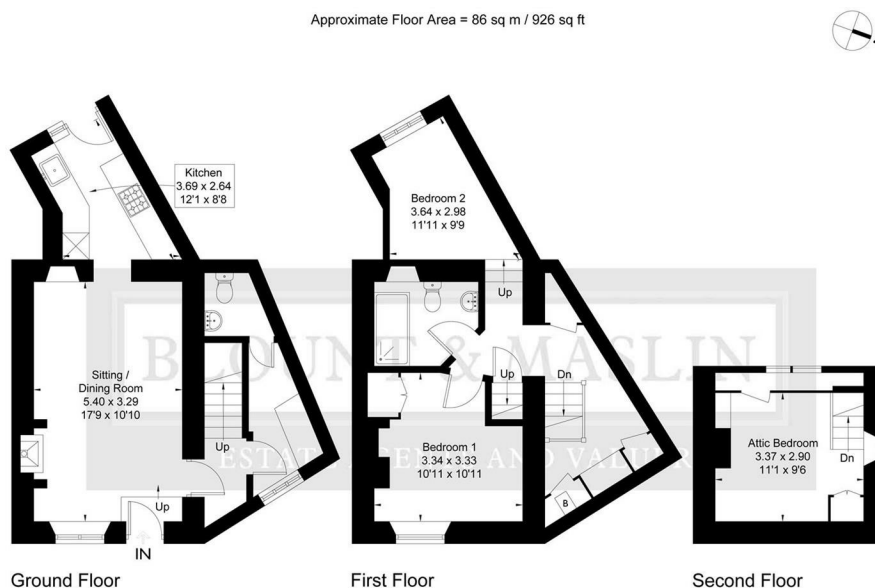 Approximate Floor Area = 86 sq m / 926 sq ft
Kitchen
3.69 x 2.64
12'1 x 8'8
Sitting /
Dining Room
5.40 x 3.29
17'9 x 10'10
Up
Up
IN
Ground Floor
Bedroom 2
3.64 x 2.98
11'11 x 9'9
Up
Up
Dn
Bedroom 1
3.34 x 3.33
10'11 x 10'11
B
First Floor
Attic Bedroom
3.37 x 2.90
11'1 x 9'6
Dn
Second Floor
BLOUNT & MASLIN
ESTATE AGENTS AND VALUERS